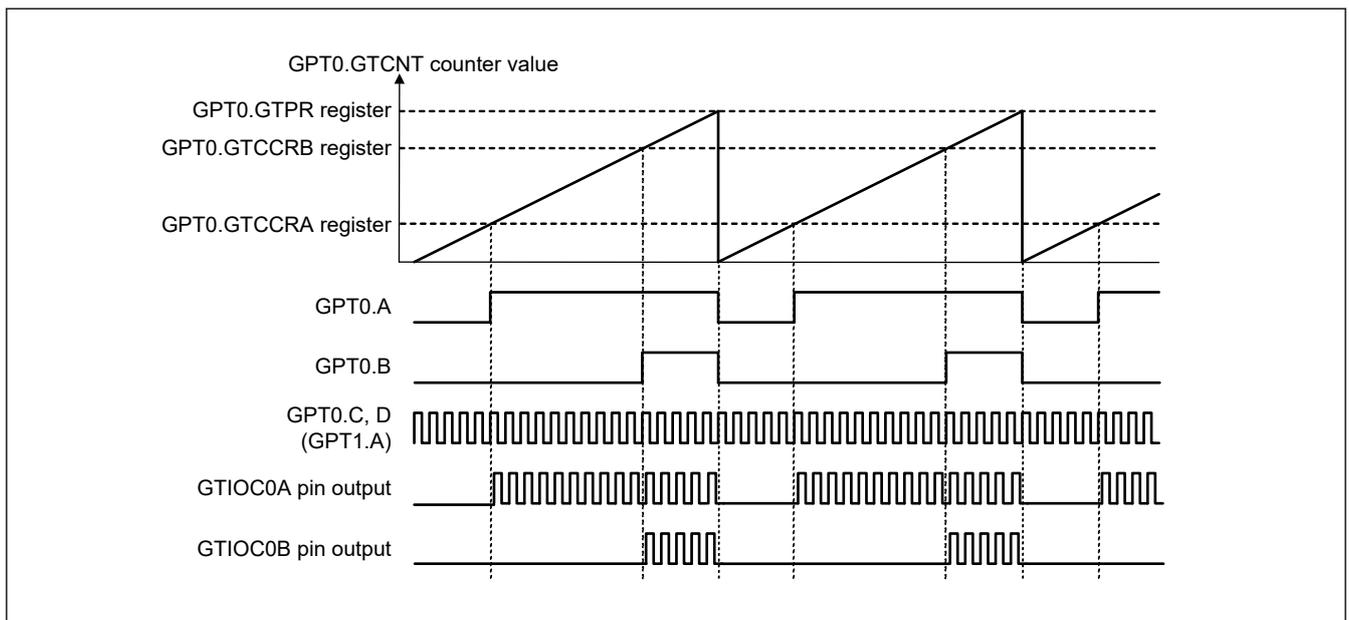 GPT0.GTCNT counter value
GPT0.GTPR register
GPT0.GTCCRB register
GPT0.GTCCRA register
GPT0.A
GPT0.B
GPT0.C, D
(GPT1.A)
GTIOC0A pin output
GTIOC0B pin output